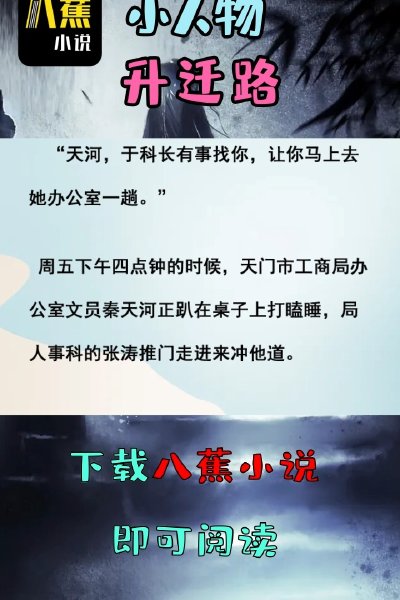 八蕉
小说
小人物
升迁路
“天河，于科长有事找你，让你马上去
她办公室一趟。”
周五下午四点钟的时候，天门市工商局办
公室文员秦天河正趴在桌子上打瞌睡，局
人事科的张涛推门走进来冲他道。
下载八蕉小说
即可阅读